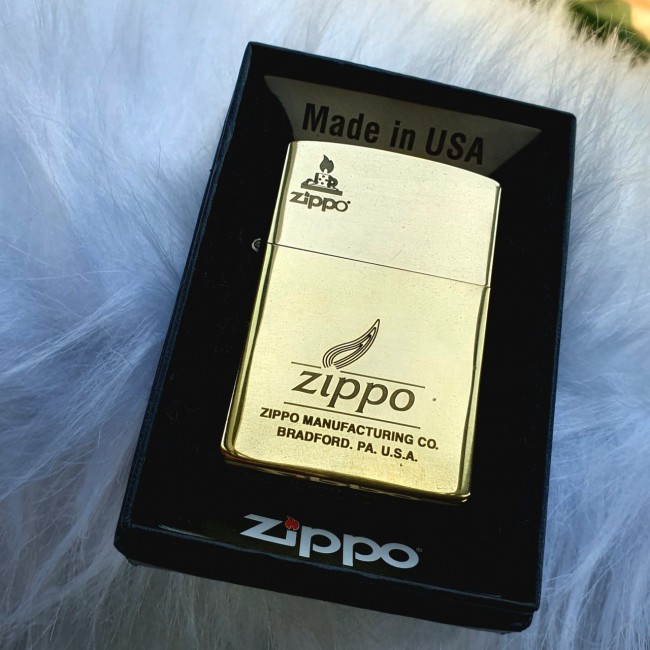 Made in USA
zippo
zippo
ZIPPO MANUFACTURING CO.
BRADFORD. PA. U.S.A.
zippo